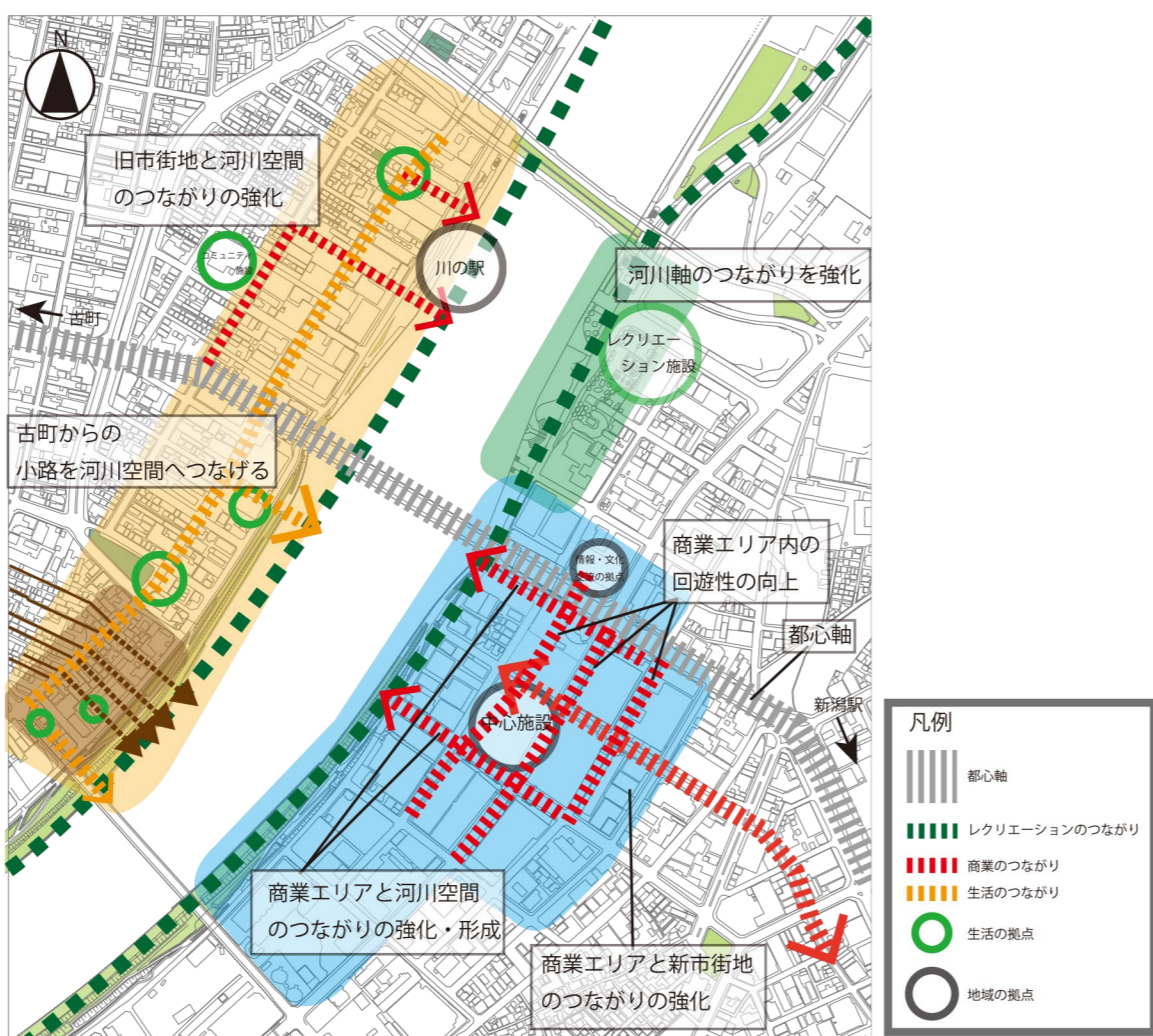 N
旧市街地と河川空間
のつながりの強化
コミュニティ
施設
川の駅
河川軸のつながりを強化
古町
レクリエー
ション施設
古町からの
小路を河川空間へつなげる
商業エリア内の
回遊性の向上
情報・文化
交流の拠点
都心軸
新潟駅
中心施設
商業エリアと河川空間
のつながりの強化・形成
商業エリアと新市街地
のつながりの強化
凡例
都心軸
レクリエーションのつながり
商業のつながり
生活のつながり
生活の拠点
地域の拠点